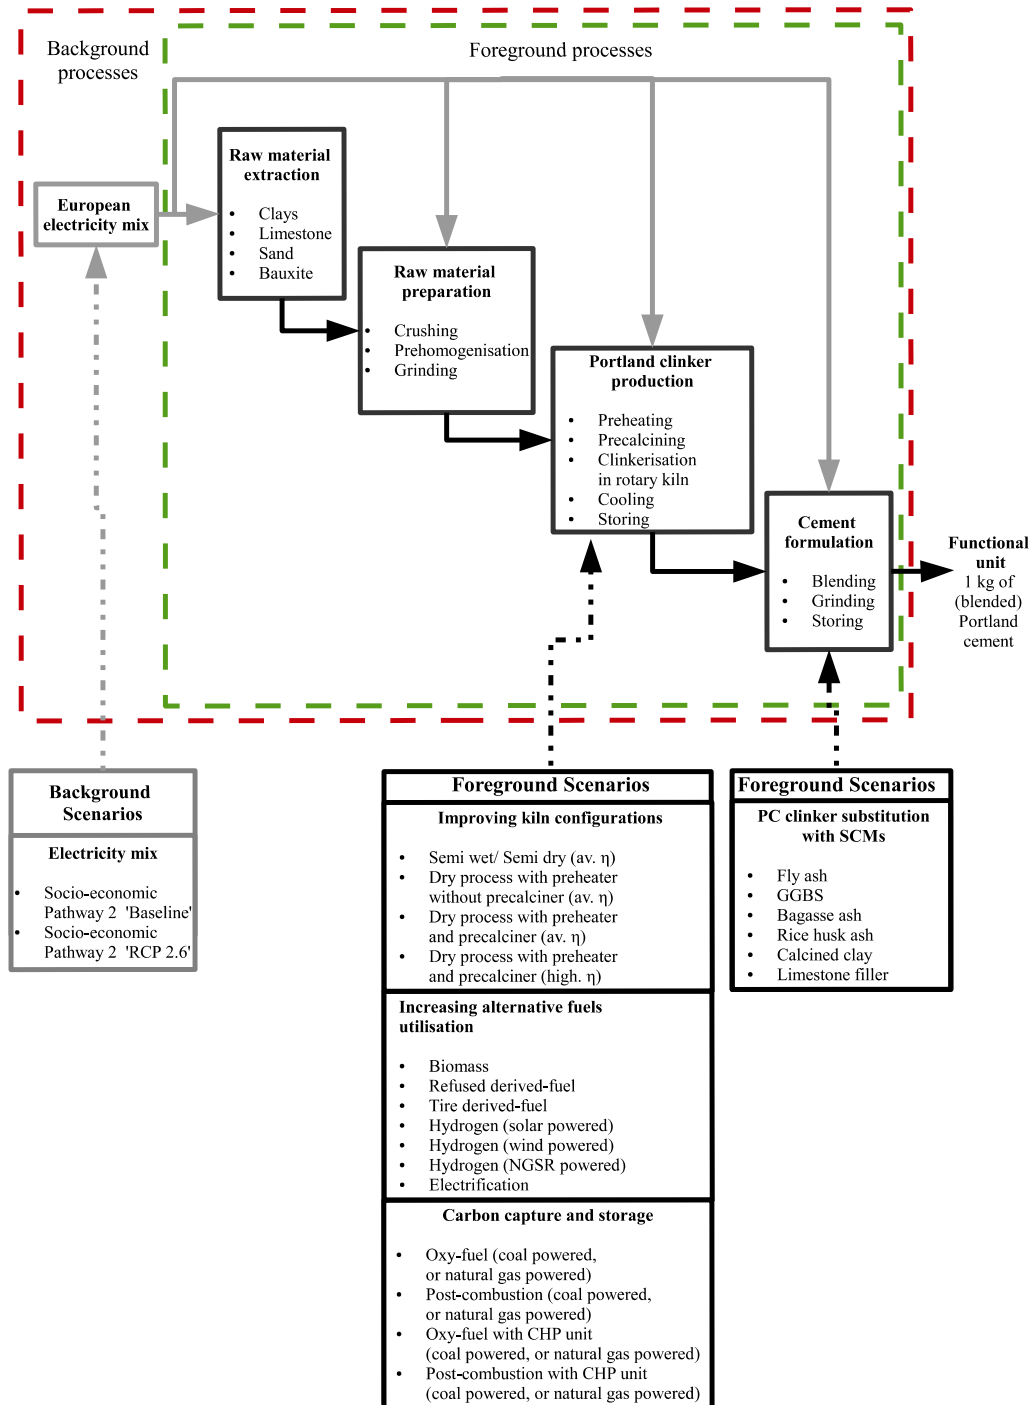 Background
processes
Foreground processes
European
electricity mix
Raw material
extraction
• Clays
• Limestone
• Sand
• Bauxite
Raw material
preparation
• Crushing
• Prehomogenisation
• Grinding
Portland clinker
production
• Preheating
• Precalcining
• Clinkerisation
in rotary kiln
• Cooling
• Storing
Cement
formulation
• Blending
• Grinding
• Storing
Functional
unit
1 kg of
(blended)
Portland
cement
Background
Scenarios
Electricity mix
• Socio-economic
Pathway 2 'Baseline'
• Socio-economic
Pathway 2 'RCP 2.6'
Foreground Scenarios
Improving kiln configurations
• Semi wet/ Semi dry (av. η)
• Dry process with preheater
without precalciner (av. η)
• Dry process with preheater
and precalciner (av. η)
• Dry process with preheater
and precalciner (high. η)
Increasing alternative fuels
utilisation
• Biomass
• Refused derived-fuel
• Tire derived-fuel
• Hydrogen (solar powered)
• Hydrogen (wind powered)
• Hydrogen (NGSR powered)
• Electrification
Carbon capture and storage
• Oxy-fuel (coal powered,
or natural gas powered)
• Post-combustion (coal powered,
or natural gas powered)
• Oxy-fuel with CHP unit
(coal powered, or natural gas powered)
• Post-combustion with CHP unit
(coal powered, or natural gas powered)
Foreground Scenarios
PC clinker substitution
with SCMs
• Fly ash
• GGBS
• Bagasse ash
• Rice husk ash
• Calcined clay
• Limestone filler